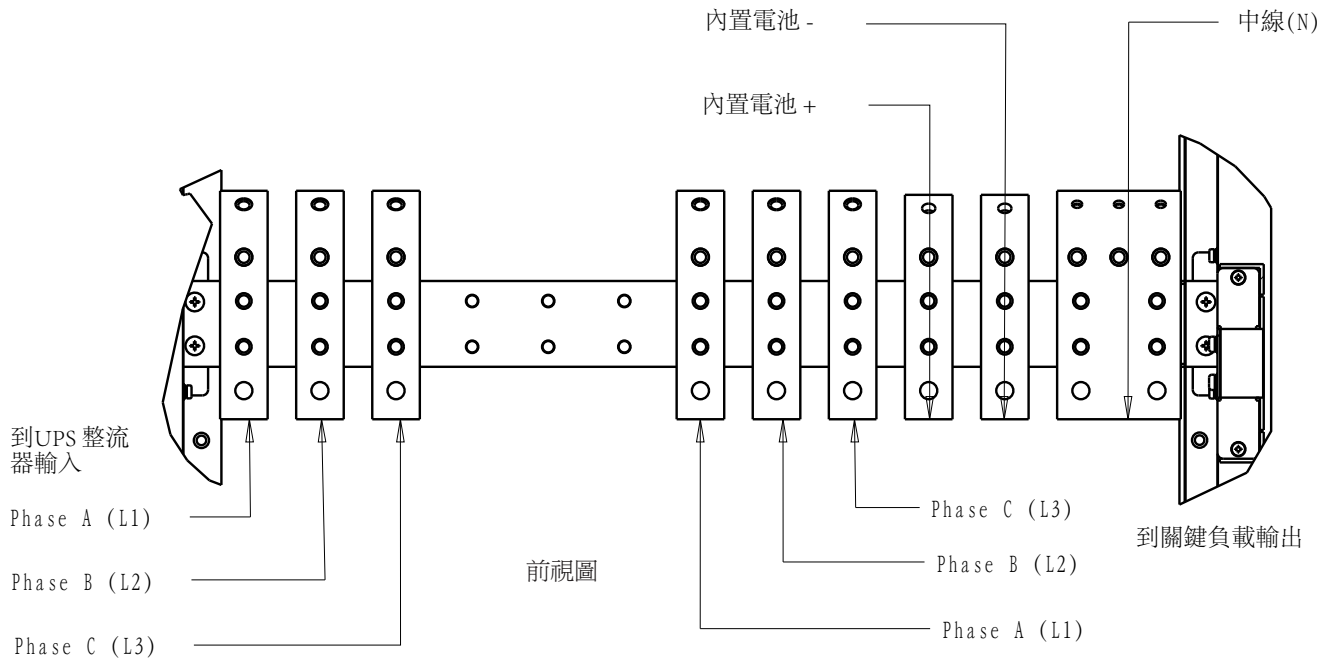 內置電池 -
中線(N)
內置電池 +
到UPS 整流
器輸入
Phase A (L1)
Phase B (L2)
Phase C (L3)
前視圖
Phase C (L3)
Phase B (L2)
Phase A (L1)
到關鍵負載輸出